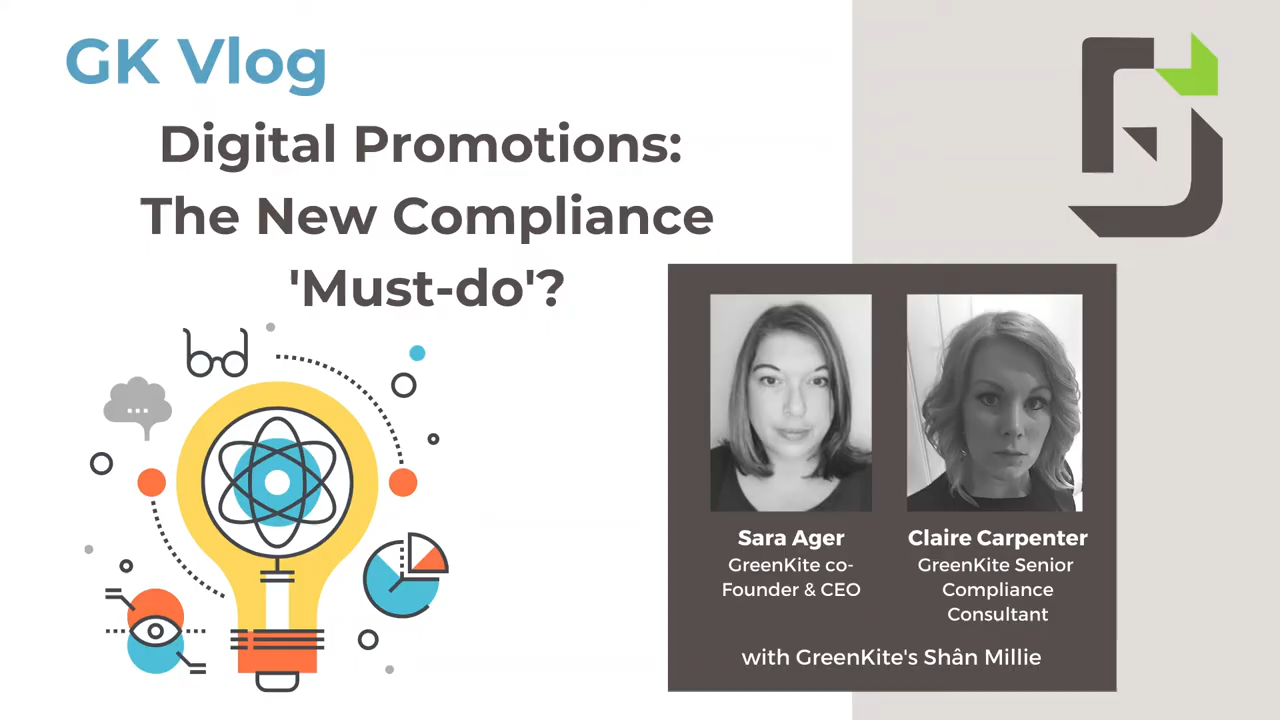 GK Vlog
Digital Promotions:
The New Compliance
'Must-do'?
Sara Ager
GreenKite co-
Founder & CEO
Claire Carpenter
GreenKite Senior
Compliance
Consultant
with GreenKite's Shân Millie